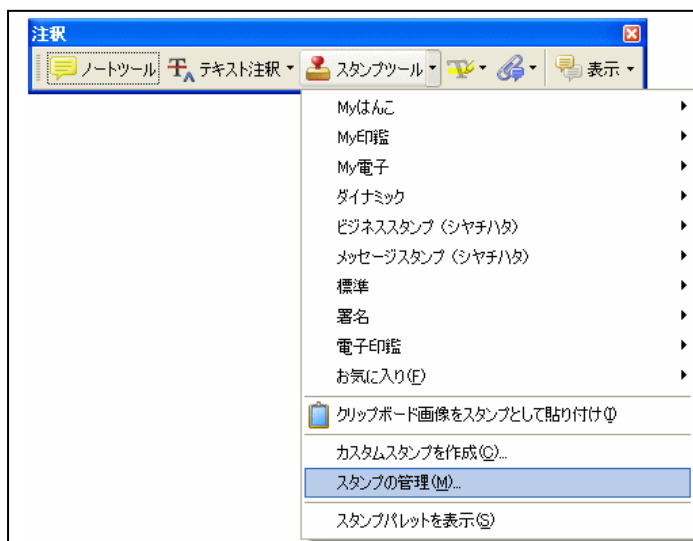 注釈
ノートツール テキスト注釈 スタンプツール 表示
Myはんこ
My印鑑
My電子
ダイナミック
ビジネススタンプ (シヤチハタ)
メッセージスタンプ (シヤチハタ)
標準
署名
電子印鑑
お気に入り(F)
クリップボード画像をスタンプとして貼り付け(I)
カスタムスタンプを作成(C)...
スタンプの管理(M)...
スタンプパレットを表示(S)